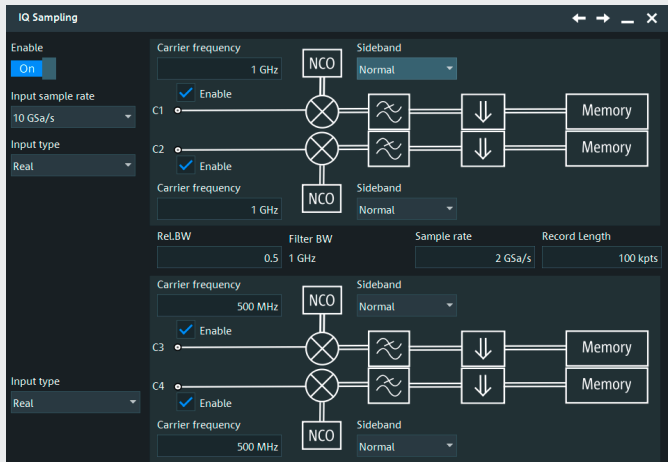 IQ Sampling
Enable
On
Input sample rate
10 GSa/s
Input type
Real
Carrier frequency
1 GHz
Enable
NCO
Sideband
Normal
C1
Memory
C2
Memory
Enable
Carrier frequency
1 GHz
NCO
Sideband
Normal
Rel.BW
0.5
Filter BW
1 GHz
Sample rate
2 GSa/s
Record Length
100 kpts
Carrier frequency
500 MHz
Enable
NCO
Sideband
Normal
C3
Memory
Input type
Real
C4
Memory
Enable
Carrier frequency
500 MHz
NCO
Sideband
Normal